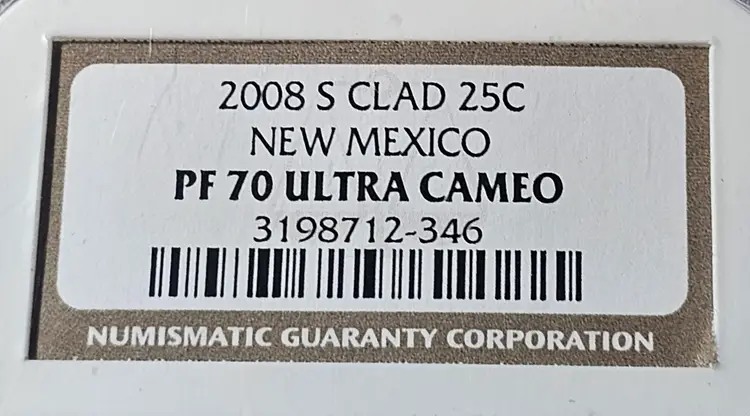 2008 S CLAD 25C
NEW MEXICO
PF 70 ULTRA CAMEO
3198712-346
NUMISMATIC GUARANTY CORPORATION